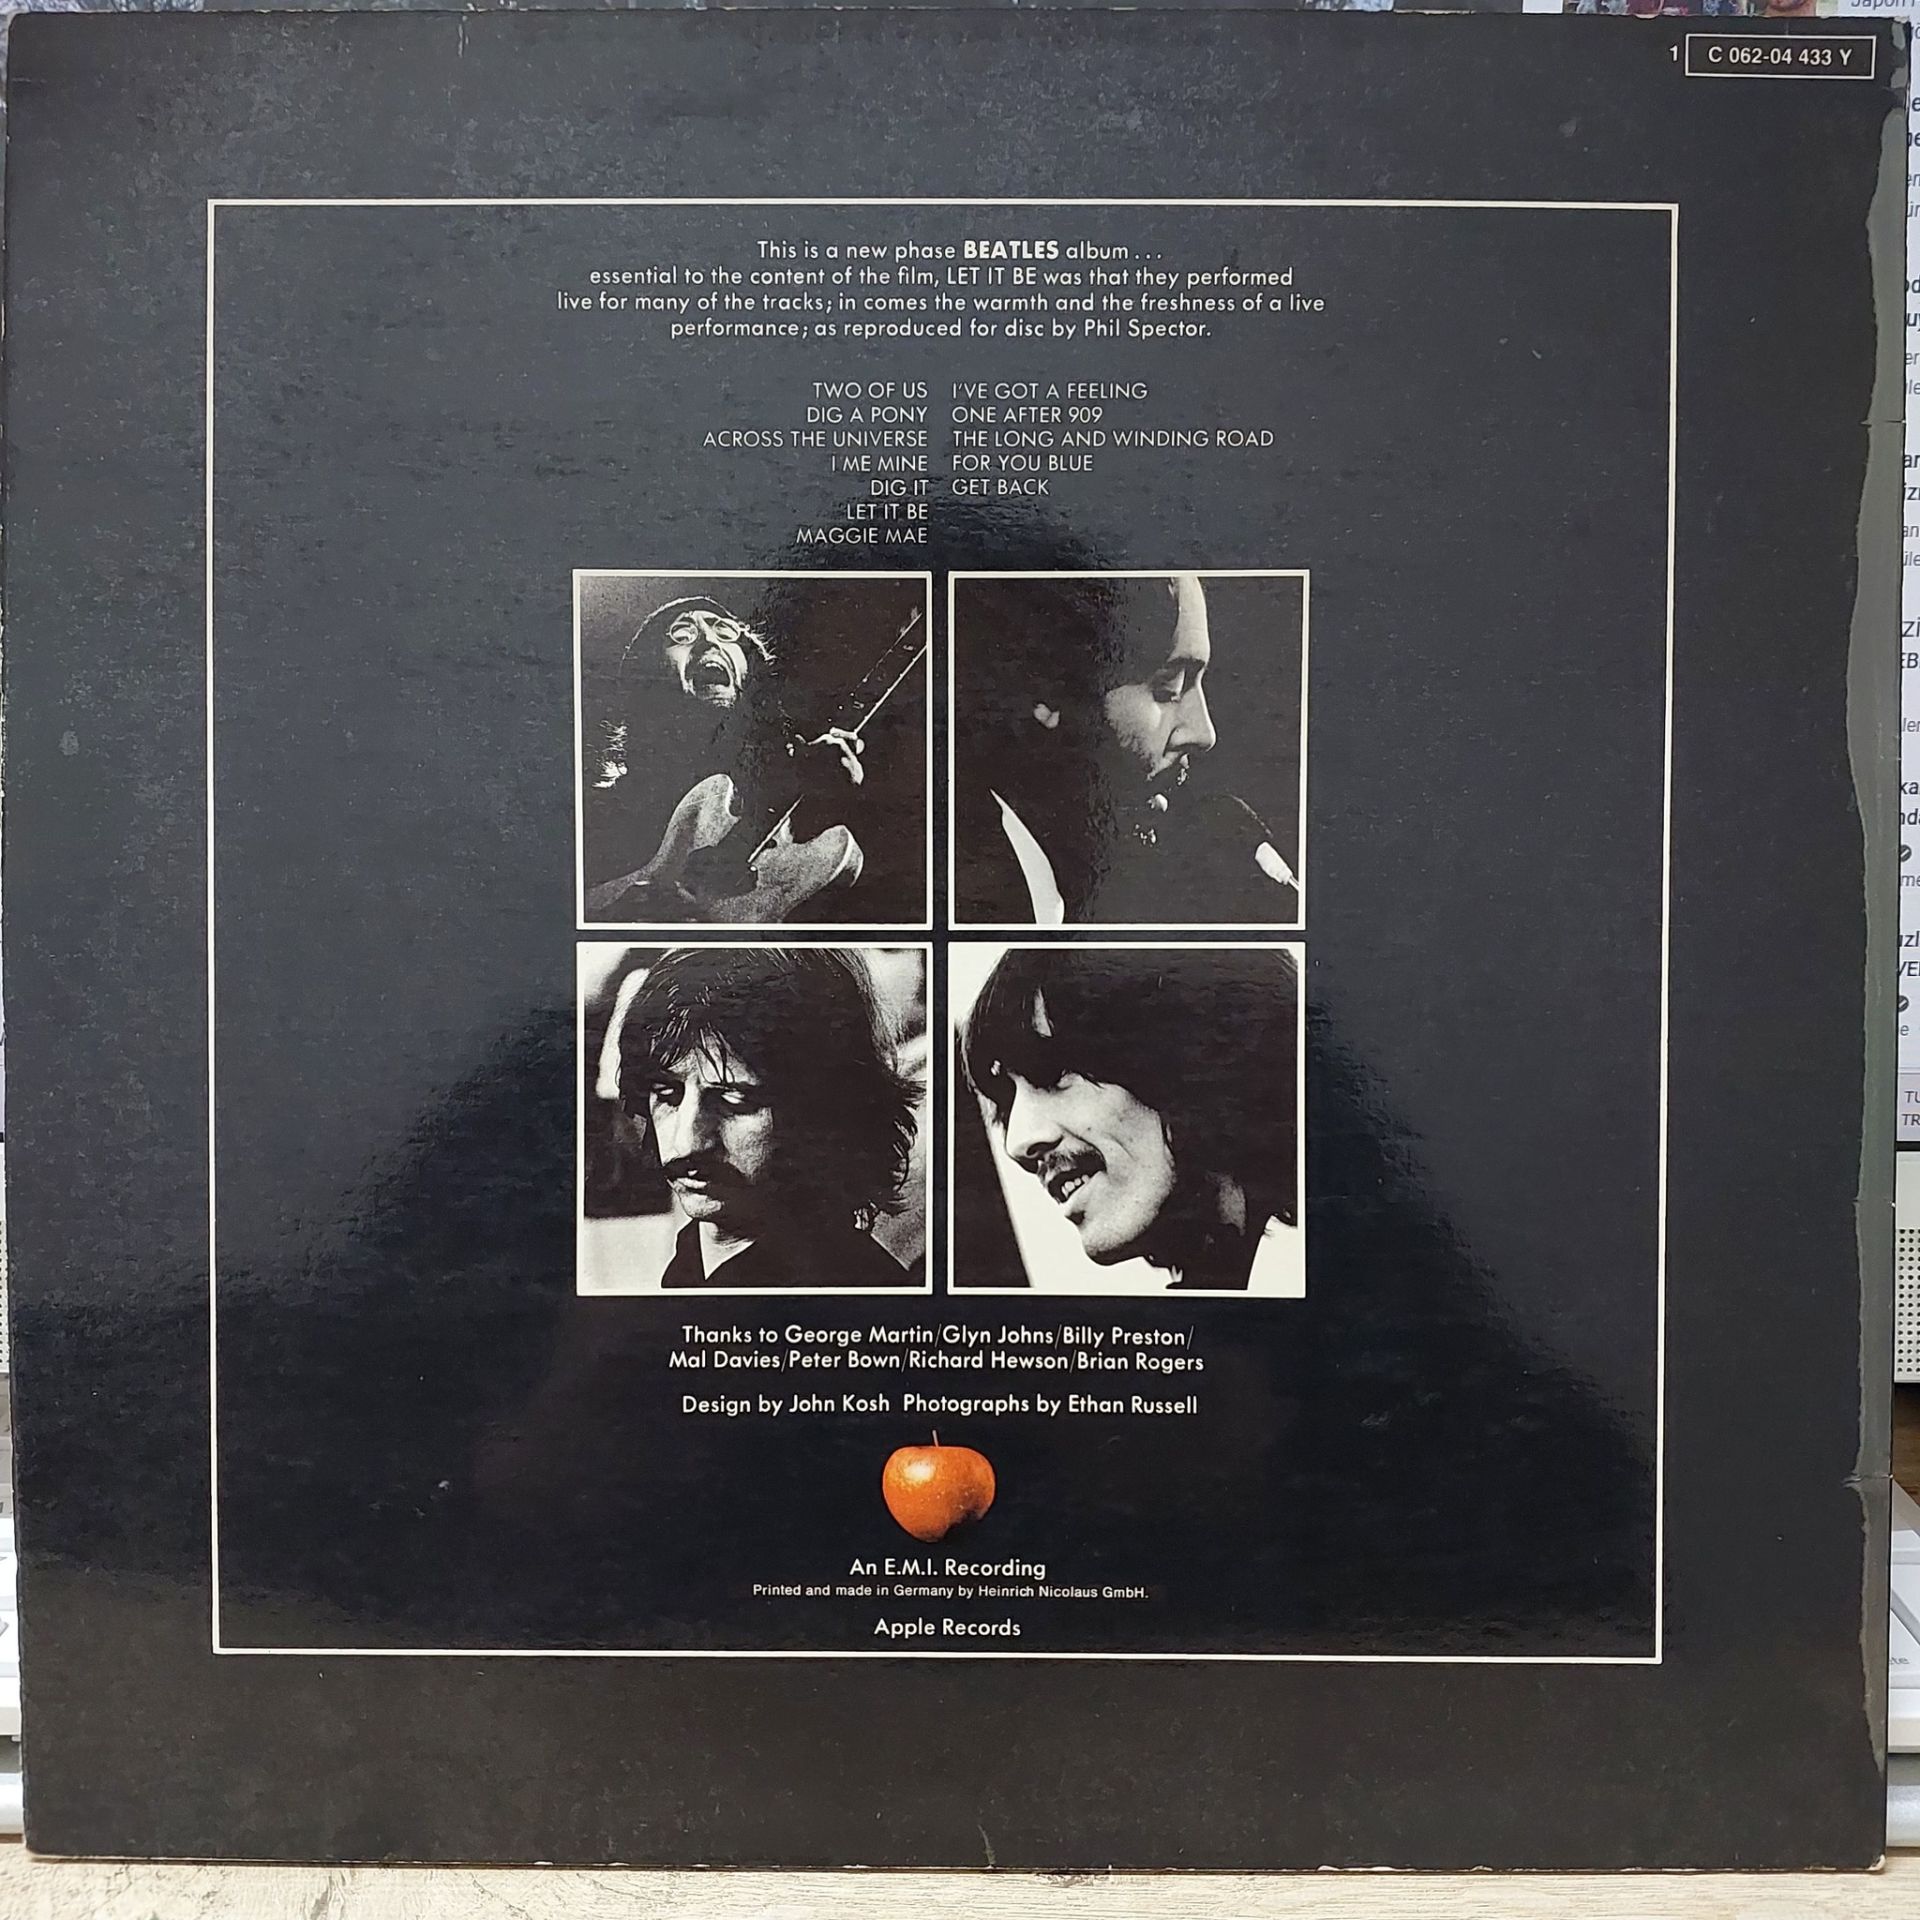 1 C 062-04 433 Y
This is a new phase BEATLES album ...
essential to the content of the film, LET IT BE was that they performed
live for many of the tracks; in comes the warmth and the freshness of a live
performance; as reproduced for disc by Phil Spector.
TWO OF US
DIG A PONY
ACROSS THE UNIVERSE
I ME MINE
DIG IT
LET IT BE
MAGGIE MAE
I'VE GOT A FEELING
ONE AFTER 909
THE LONG AND WINDING ROAD
FOR YOU BLUE
GET BACK
Thanks to George Martin/Glyn Johns/Billy Preston/
Mal Davies/Peter Bown/Richard Hewson/Brian Rogers
Design by John Kosh Photographs by Ethan Russell
An E.M.I. Recording
Printed and made in Germany by Heinrich Nicolaus GmbH.
Apple Records